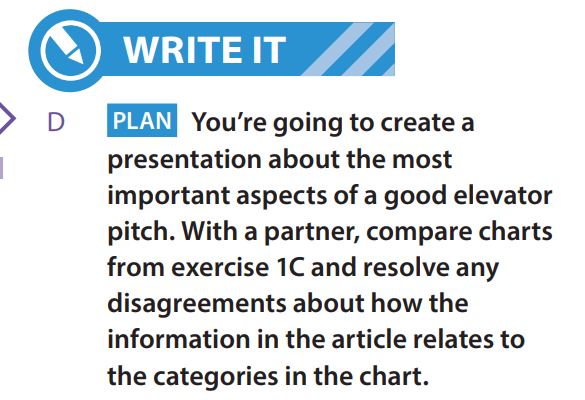 WRITE IT
D PLAN You’re going to create a
presentation about the most
important aspects of a good elevator
pitch. With a partner, compare charts
from exercise 1C and resolve any
disagreements about how the
information in the article relates to
the categories in the chart.